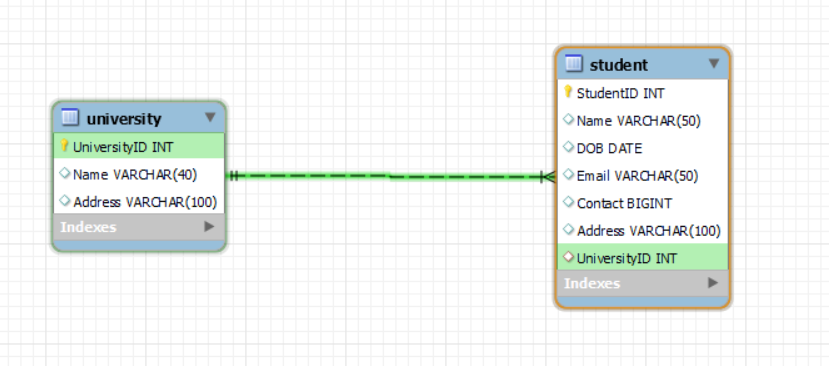 university
UniversityID INT
Name VARCHAR(40)
Address VARCHAR(100)
Indexes
student
StudentID INT
Name VARCHAR(50)
DOB DATE
Email VARCHAR(50)
Contact BIGINT
Address VARCHAR(100)
UniversityID INT
Indexes